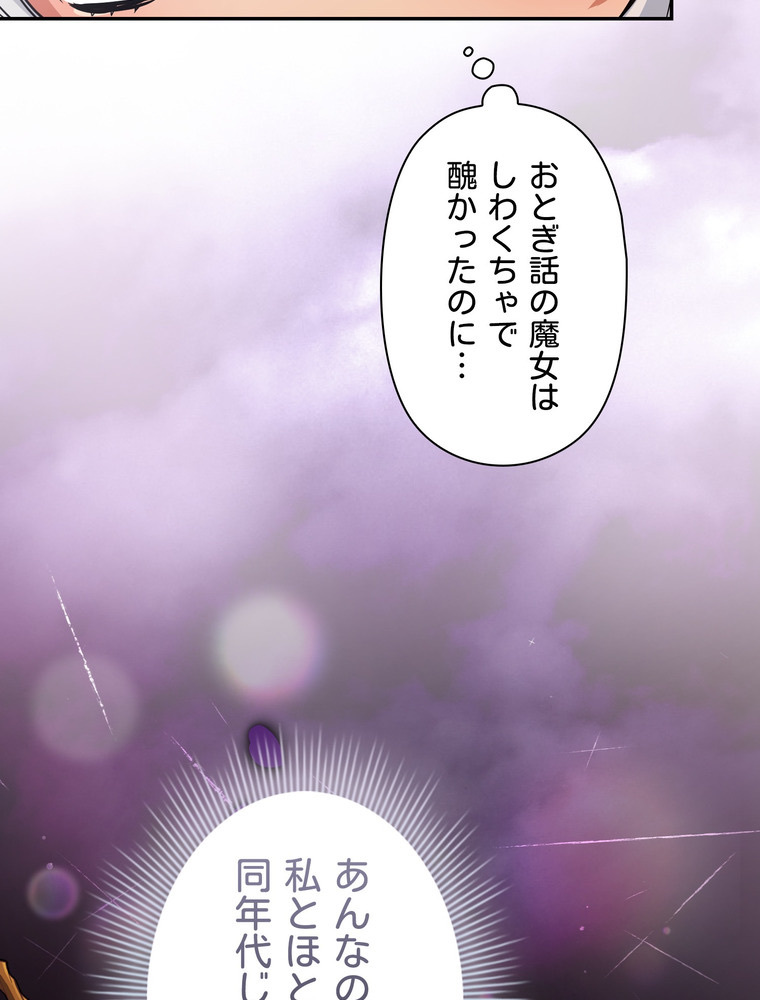 おとぎ話の魔女は
しわくちゃで
醜かったのに…
あんなの
私とほと
同年代じ